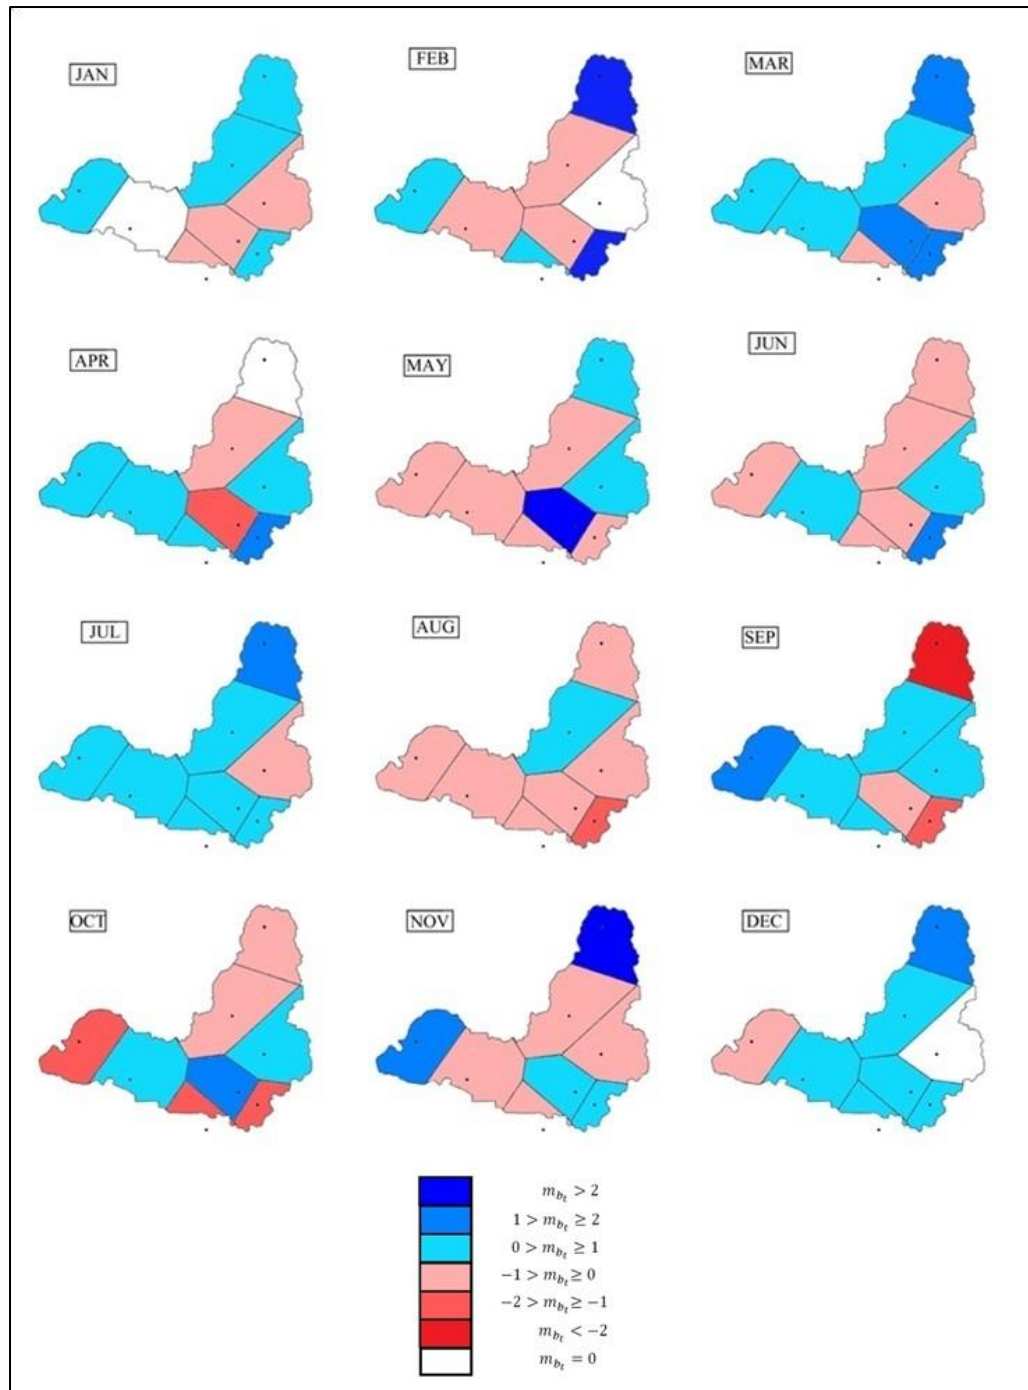 JAN
FEB
MAR
APR
MAY
JUN
JUL
AUG
SEP
OCT
NOV
DEC
m_{b_t} > 2
1 > m_{b_t} ≥ 2
0 > m_{b_t} ≥ 1
−1 > m_{b_t} ≥ 0
−2 > m_{b_t} ≥ −1
m_{b_t} < −2
m_{b_t} = 0